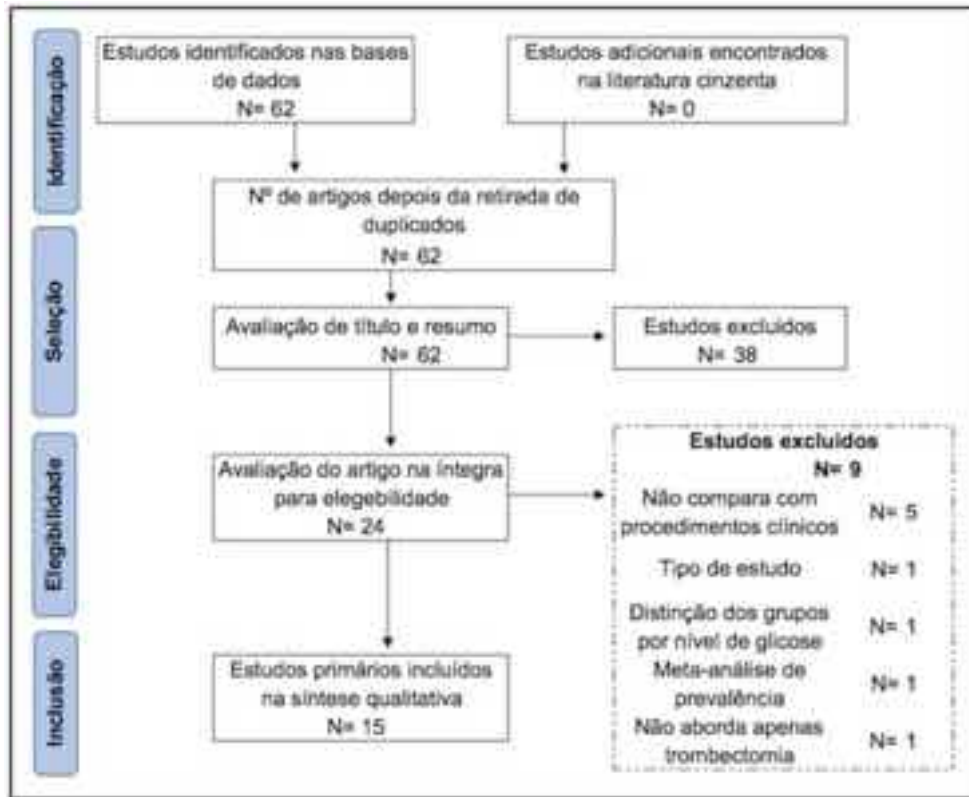 Identificação
Estudos identificados nas bases
de dados
N= 62
Estudos adicionais encontrados
na literatura cinzenta
N= 0
Nº de artigos depois da retirada de
duplicados
N= 62
Seleção
Avaliação de título e resumo
N= 62
Estudos excluídos
N= 38
Elegibilidade
Avaliação do artigo na íntegra
para elegebilidade
N= 24
Estudos excluídos
N= 9
Não compara com
procedimentos clínicos
N= 5
Tipo de estudo
N= 1
Distinção dos grupos
por nível de glicose
N= 1
Meta-análise de
prevalência
N= 1
Não aborda apenas
trombectomia
N= 1
Inclusão
Estudos primários incluídos
na síntese qualitativa
N= 15